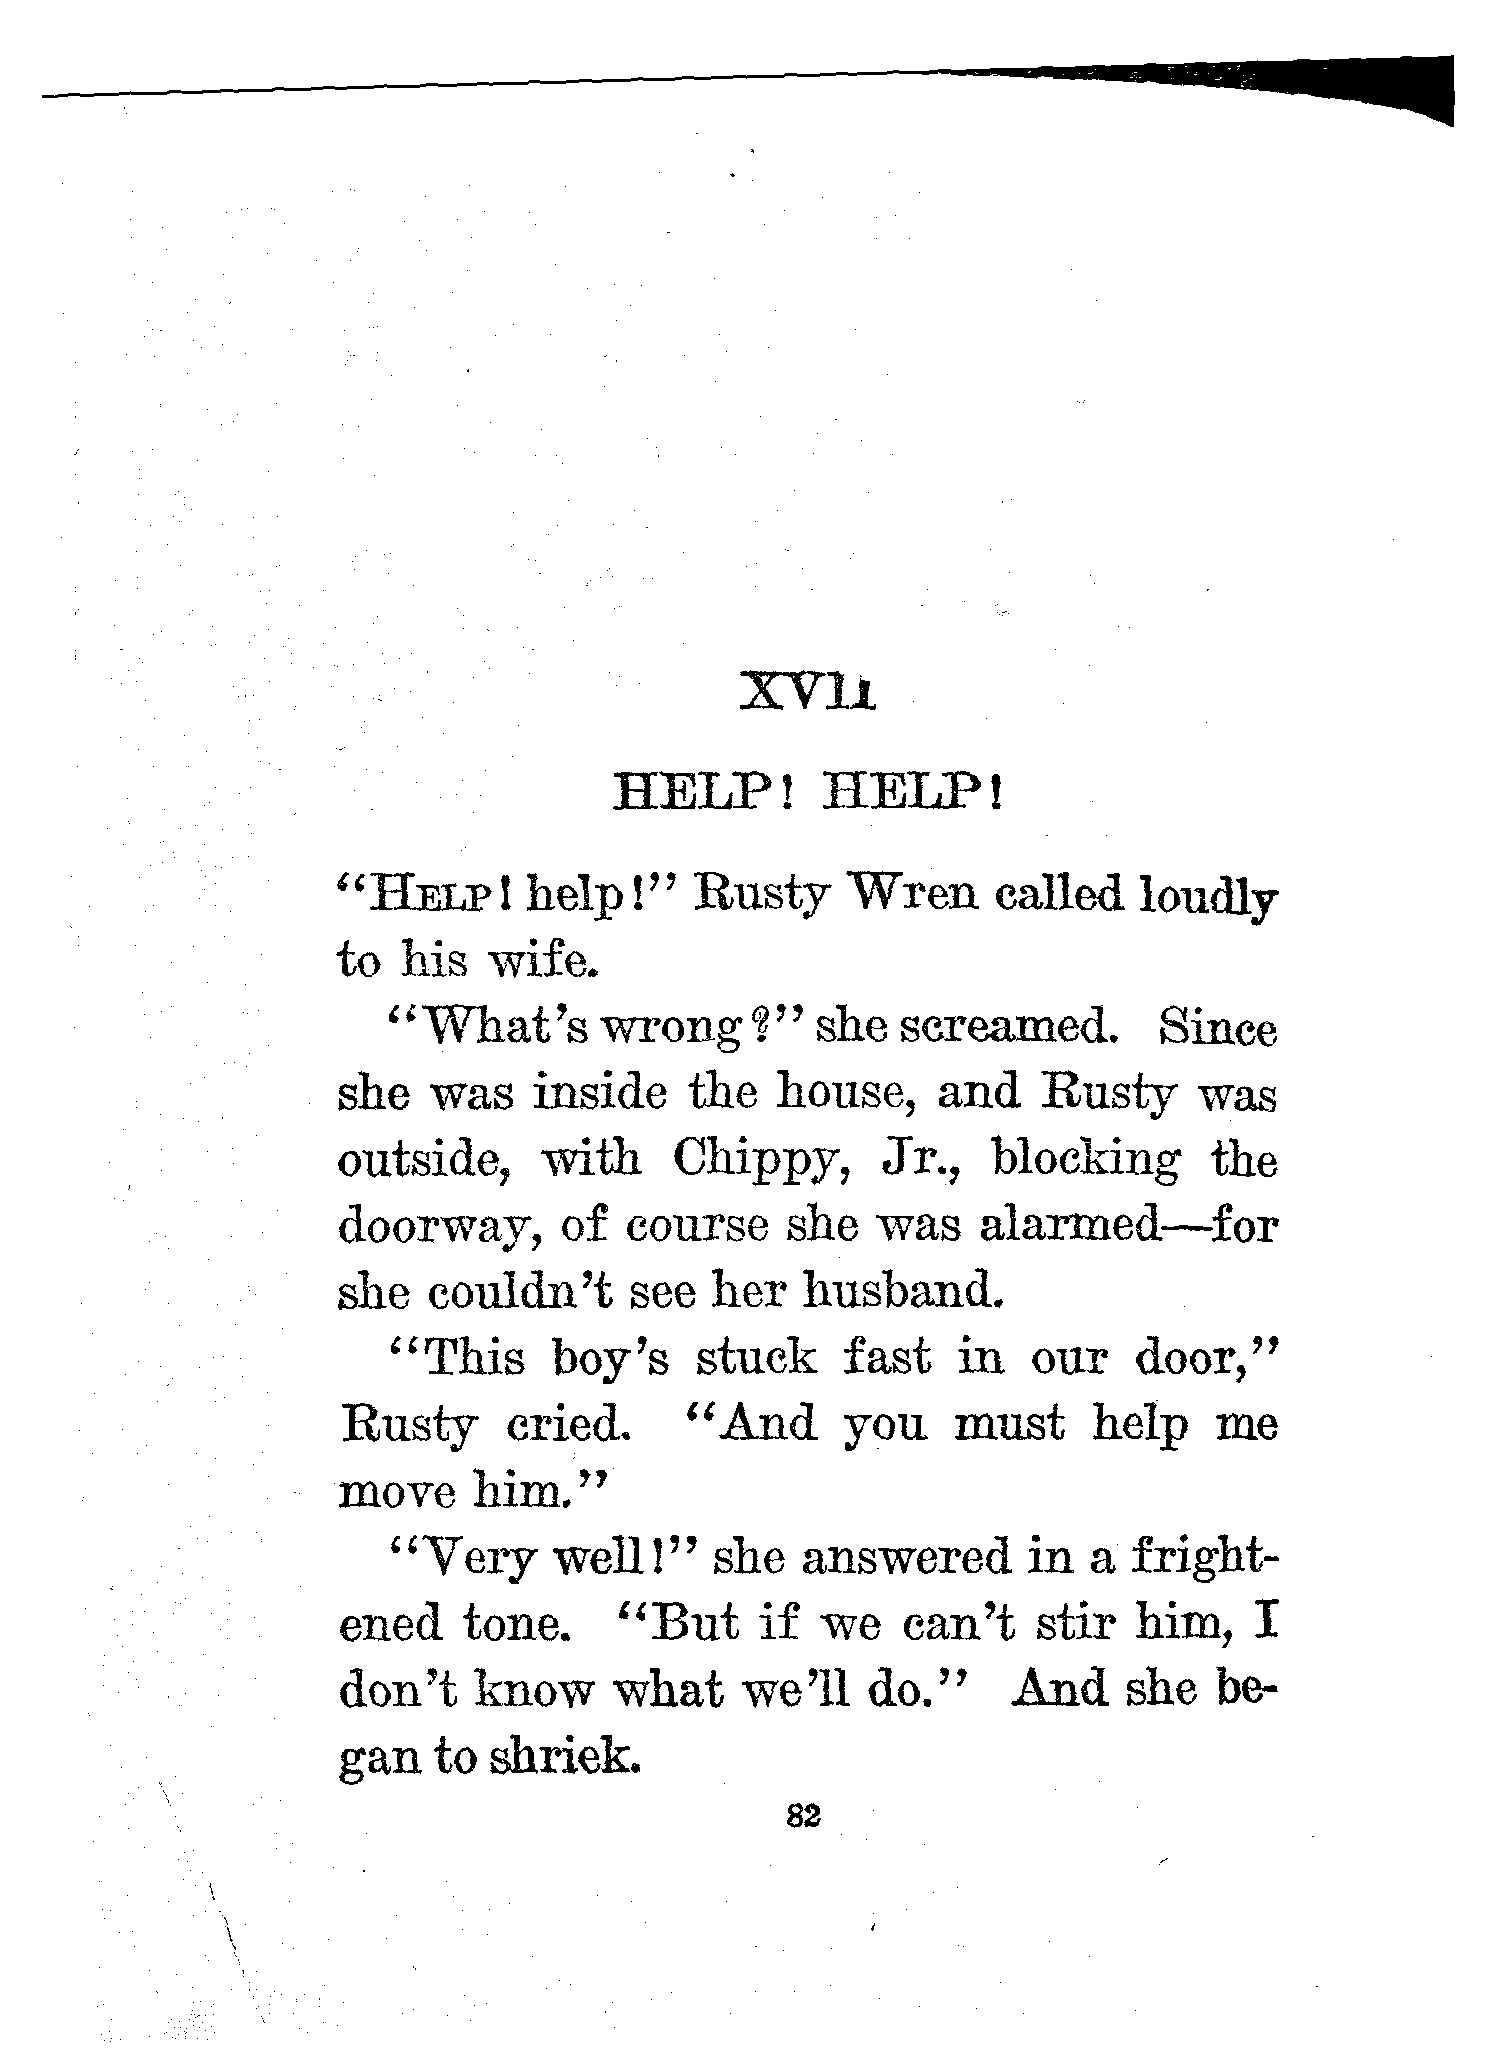 XVII
HELP! HELP!
"HELP! help!" Rusty Wren called loudly
to his wife.
"What's wrong?" she screamed. Since
she was inside the house, and Rusty was
outside, with Chippy, Jr., blocking the
doorway, of course she was alarmed—for
she couldn't see her husband.
"This boy's stuck fast in our door,"
Rusty cried. "And you must help me
move him."
"Very well!" she answered in a fright-
ened tone. "But if we can't stir him, I
don't know what we'll do." And she be-
gan to shriek.
82